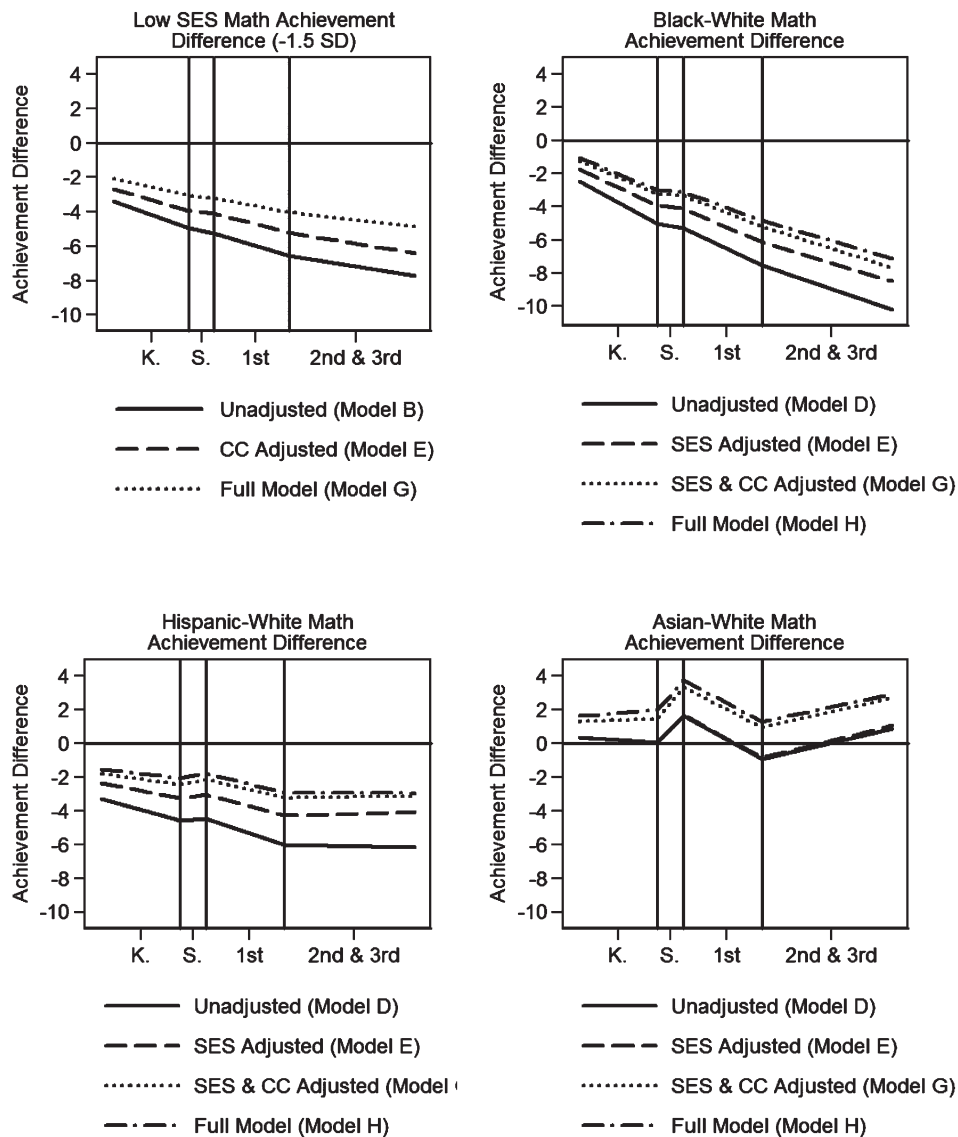 Low SES Math Achievement
Difference (-1.5 SD)
Achievement Difference
4
2
0
-2
-4
-6
-8
-10
K. S. 1st 2nd & 3rd
Unadjusted (Model B)
CC Adjusted (Model E)
Full Model (Model G)
Black-White Math
Achievement Difference
Achievement Difference
4
2
0
-2
-4
-6
-8
-10
K. S. 1st 2nd & 3rd
Unadjusted (Model D)
SES Adjusted (Model E)
SES & CC Adjusted (Model G)
Full Model (Model H)
Hispanic-White Math
Achievement Difference
Achievement Difference
4
2
0
-2
-4
-6
-8
-10
K. S. 1st 2nd & 3rd
Unadjusted (Model D)
SES Adjusted (Model E)
SES & CC Adjusted (Model
Full Model (Model H)
Asian-White Math
Achievement Difference
Achievement Difference
4
2
0
-2
-4
-6
-8
-10
K. S. 1st 2nd & 3rd
Unadjusted (Model D)
SES Adjusted (Model E)
SES & CC Adjusted (Model G)
Full Model (Model H)